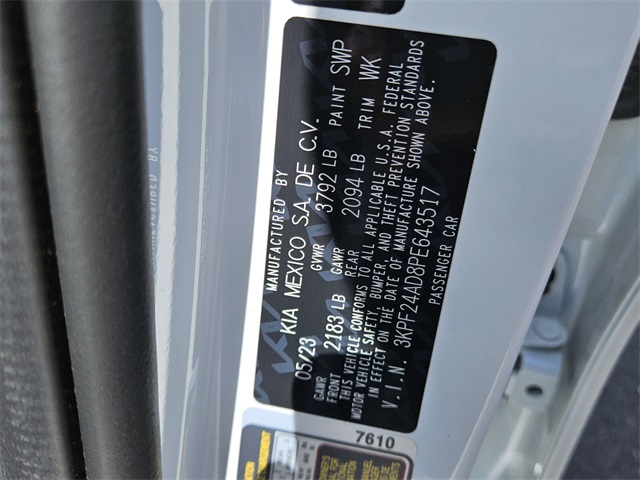 MANUFACTURED BY
05/23 KIA MEXICO S.A. DE C.V.
GAWR GVWR 3792 LB PAINT SWP
FRONT 2183 LB GAWR REAR 2094 LB TRIM WK
THIS VEHICLE CONFORMS TO ALL APPLICABLE U.S.A. FEDERAL
MOTOR VEHICLE SAFETY, BUMPER, AND THEFT PREVENTION STANDARDS
IN EFFECT ON THE DATE OF MANUFACTURE SHOWN ABOVE.
V.I.N. 3KPF24AD8PE643517
PASSENGER CAR
7610